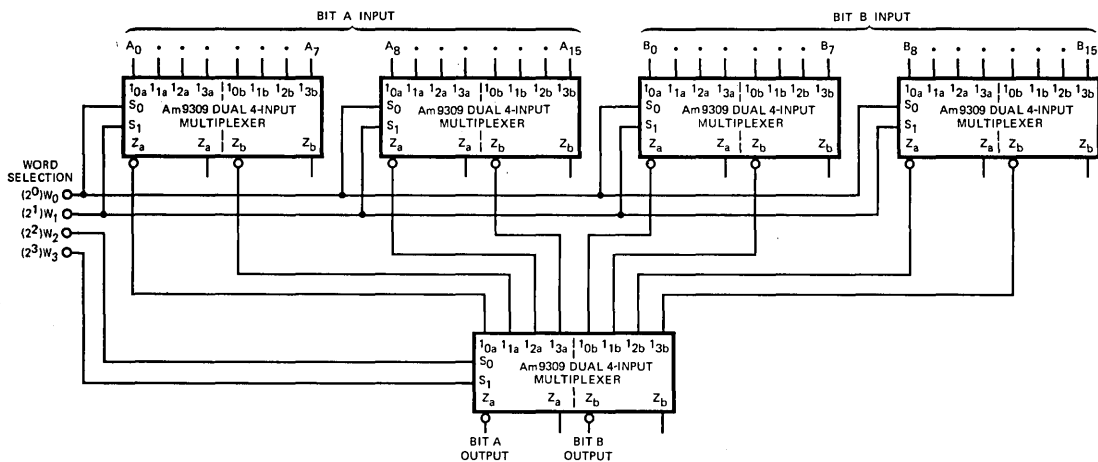 BIT A INPUT BIT B INPUT
A0 A7 A8 A15 B0 B7 B8 B15
I0a I1a I2a I3a I0b I1b I2b I3b I0a I1a I2a I3a I0b I1b I2b I3b I0a I1a I2a I3a I0b I1b I2b I3b I0a I1a I2a I3a I0b I1b I2b I3b
S0 S0 S0 S0
Am9309 DUAL 4-INPUT Am9309 DUAL 4-INPUT Am9309 DUAL 4-INPUT Am9309 DUAL 4-INPUT
S1 MULTIPLEXER S1 MULTIPLEXER S1 MULTIPLEXER S1 MULTIPLEXER
Za Za Zb Zb Za Za Zb Zb Za Za Zb Zb Za Za Zb Zb
WORD
SELECTION
(2^0)W0
(2^1)W1
(2^2)W2
(2^3)W3
I0a I1a I2a I3a I0b I1b I2b I3b
S0 Am9309 DUAL 4-INPUT
S1 MULTIPLEXER
Za Za Zb Zb
BIT A BIT B
OUTPUT OUTPUT